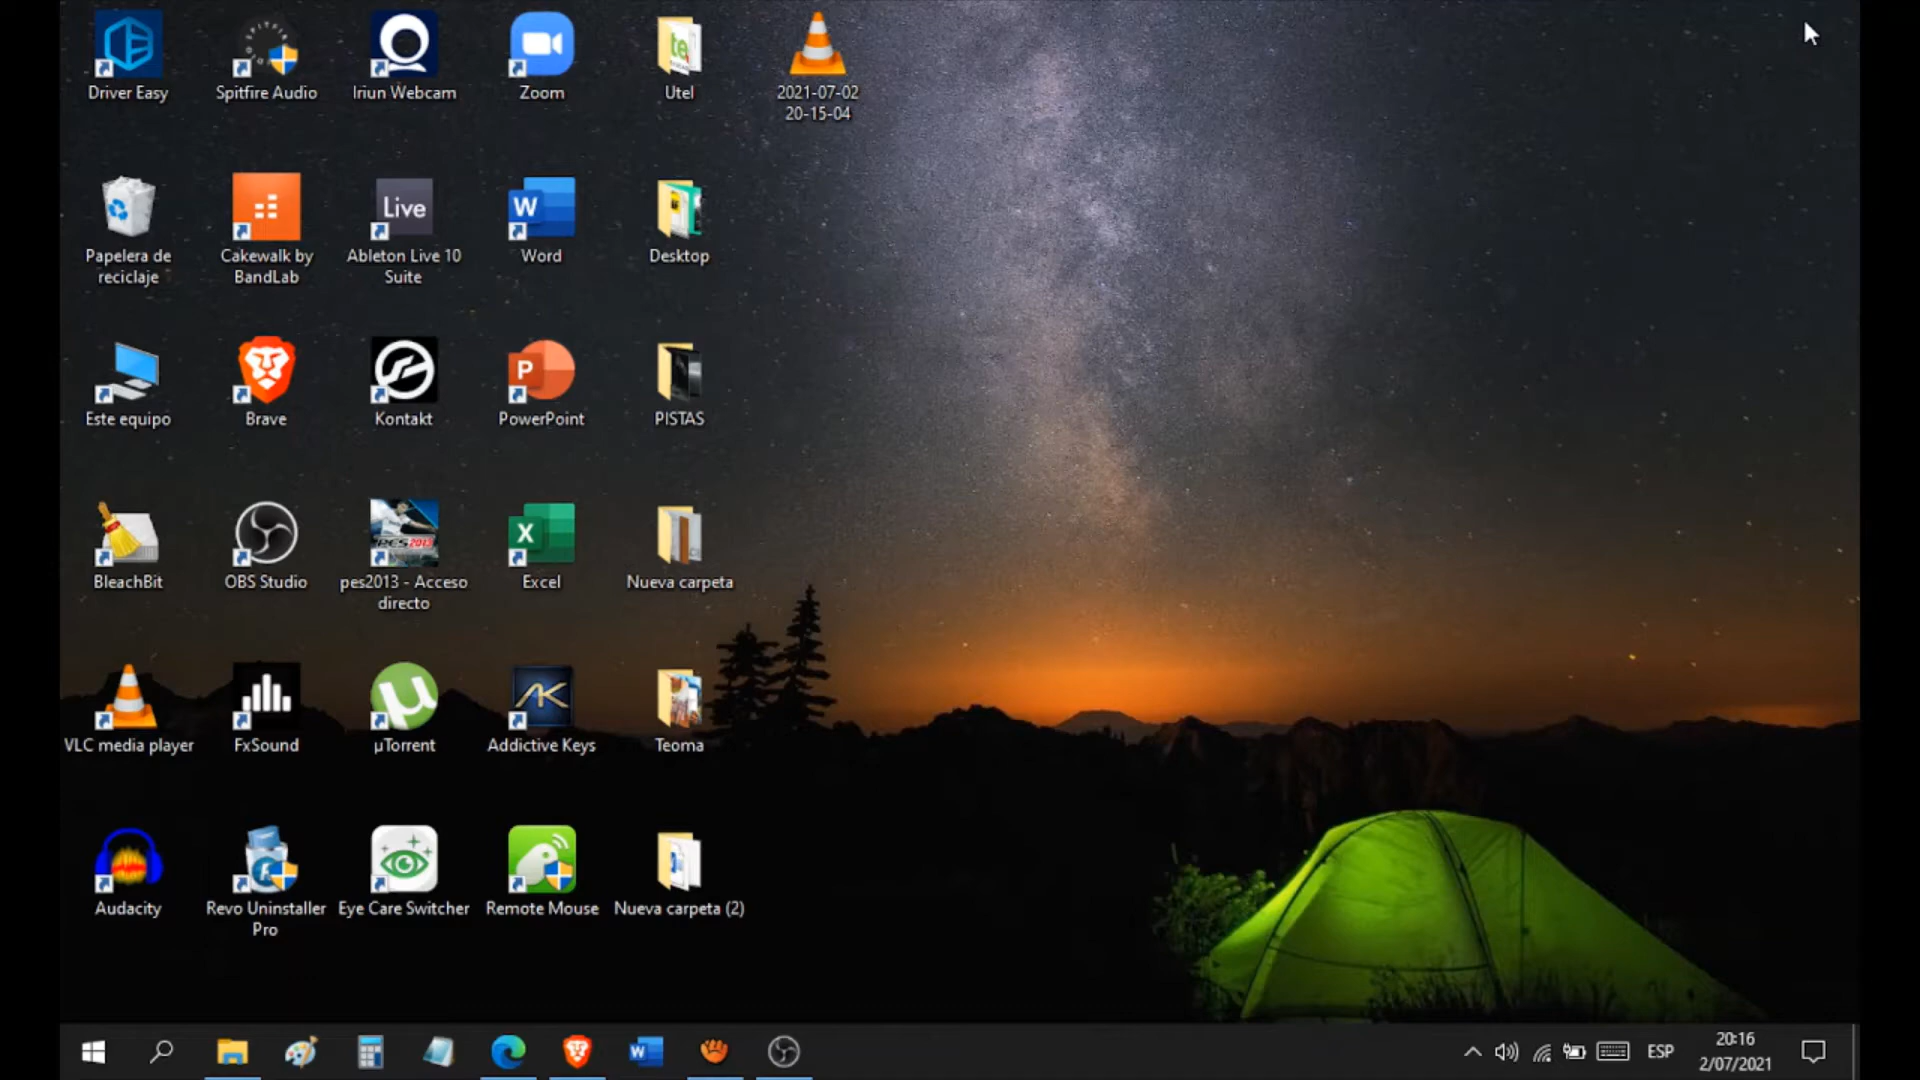 Driver Easy
Spitfire Audio
Iriun Webcam
Zoom
Utel
2021-07-02
20-15-04
Papelera de
reciclaje
Cakewalk by
BandLab
Live
Ableton Live 10
Suite
W
Word
Desktop
Este equipo
Brave
Kontakt
P
PowerPoint
PISTAS
BleachBit
OBS Studio
PES2013
pes2013 - Acceso
directo
X
Excel
Nueva carpeta
VLC media player
FxSound
µ
µTorrent
AK
Addictive Keys
Teoma
Audacity
Revo Uninstaller
Pro
Eye Care Switcher
Remote Mouse
Nueva carpeta (2)
W
ESP
20:16
2/07/2021